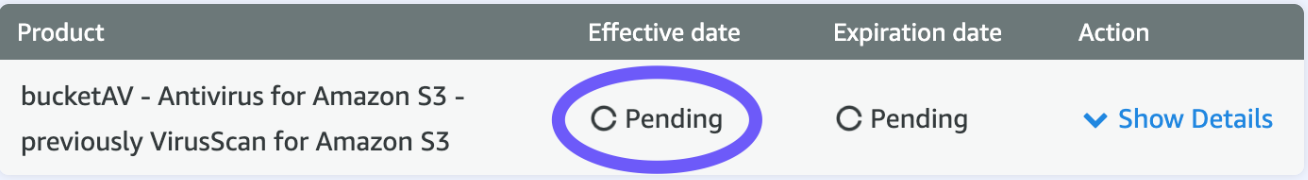 Product Effective date Expiration date Action
bucketAV - Antivirus for Amazon S3 -
previously VirusScan for Amazon S3
Pending Pending Show Details